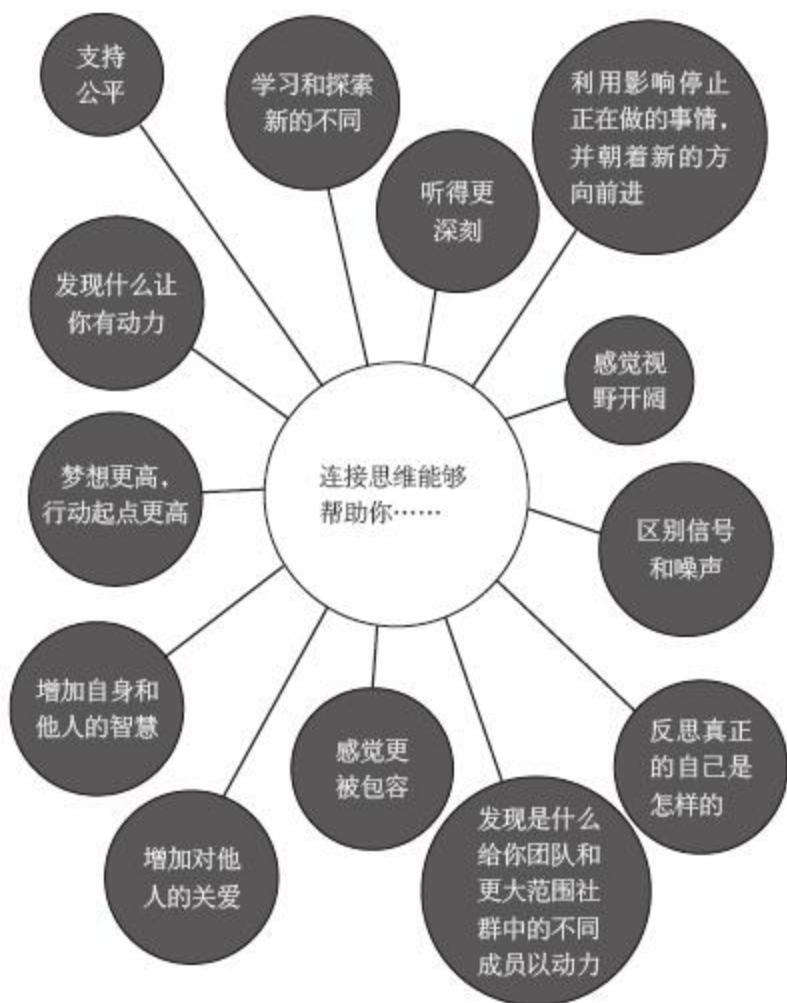 支持
公平
学习和探索
新的不同
利用影响停止
正在做的事情，
并朝着新的方
向前进
听得更
深刻
发现什么让
你有动力
感觉视
野开阔
梦想更高，
行动起点更高
连接思维能够
帮助你……
区别信号
和噪声
增加自身和
他人的智慧
感觉更
被包容
反思真正
的自己是
怎样的
增加对他
人的关爱
发现是什么
给你团队和
更大范围社
群中的不同
成员以动力